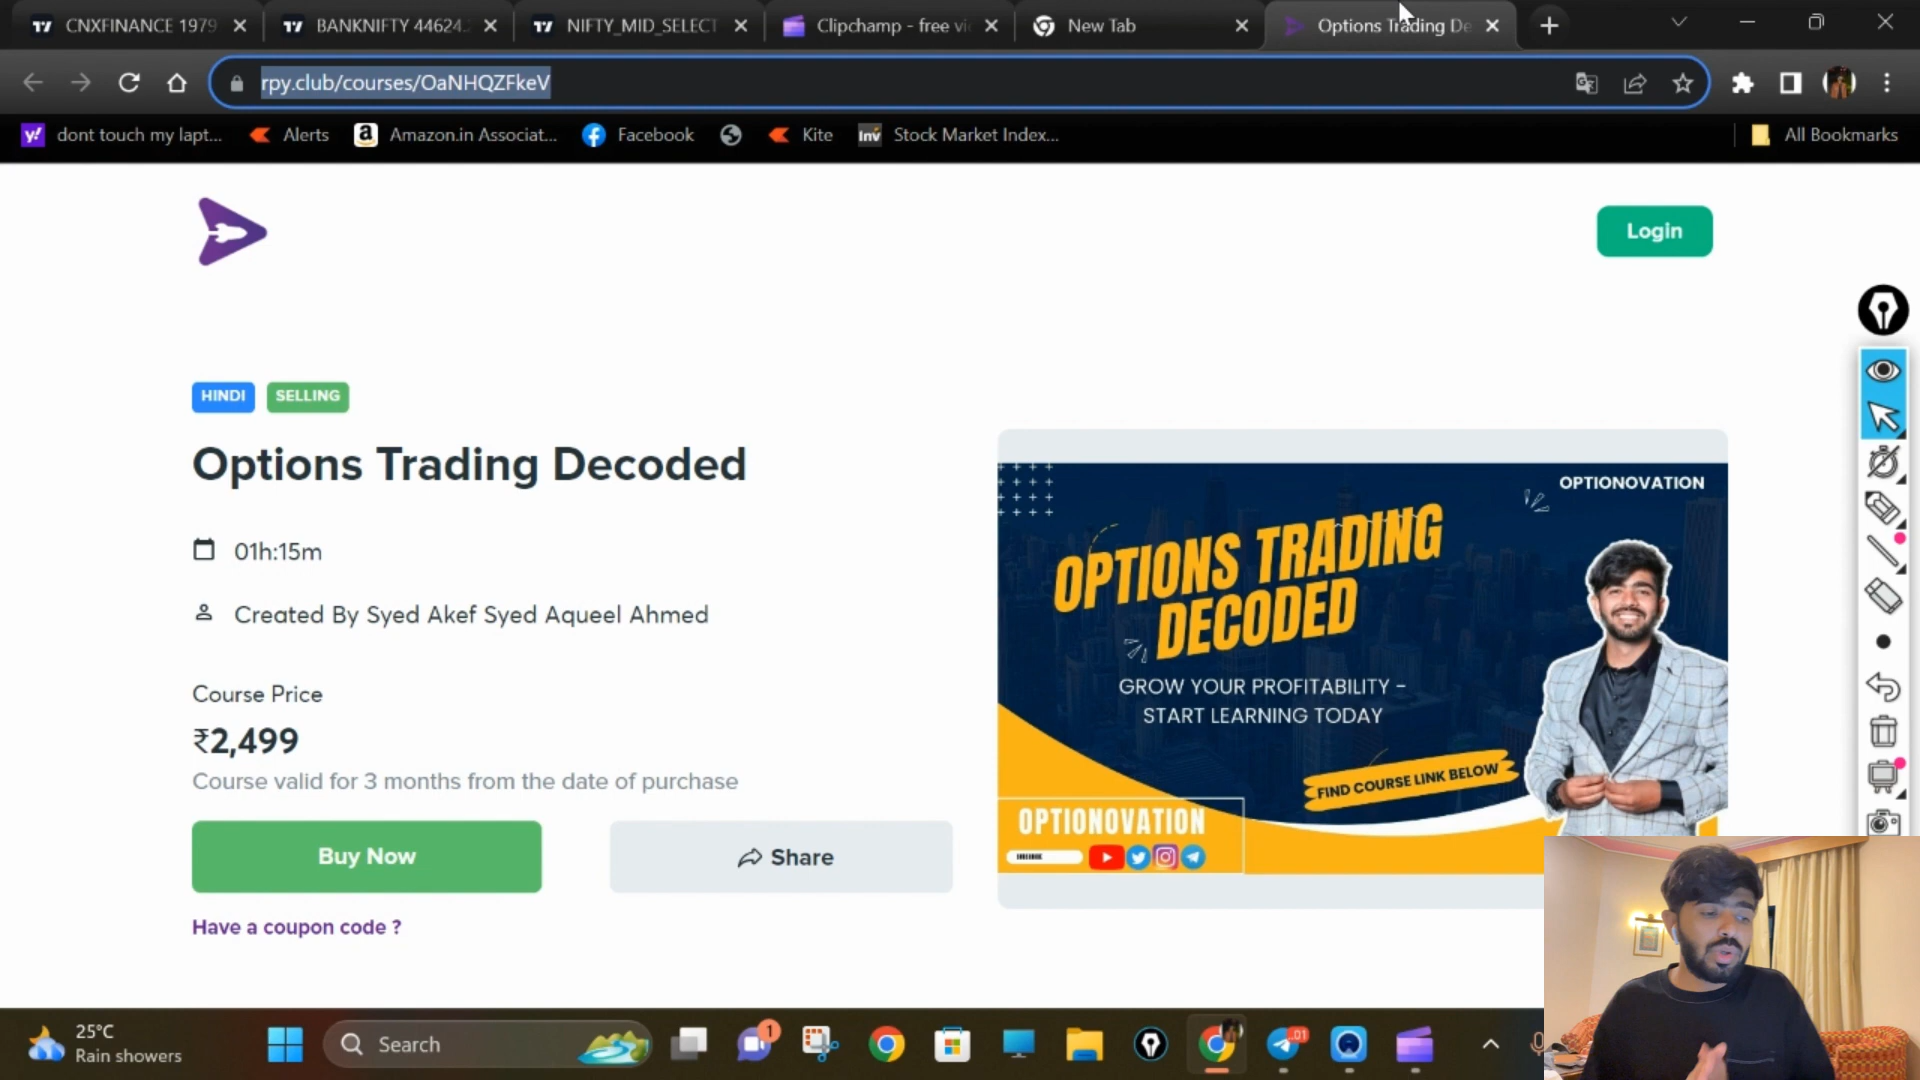 CNXFINANCE 1979
BANKNIFTY 44624.
NIFTY_MID_SELECT
Clipchamp - free vi
New Tab
Options Trading De
rpy.club/courses/OaNHQZFkeV
dont touch my lapt...
Alerts
Amazon.in Associat...
Facebook
Kite
Inv
Stock Market Index...
All Bookmarks
Login
HINDI
SELLING
Options Trading Decoded
01h:15m
Created By Syed Akef Syed Aqueel Ahmed
Course Price
₹2,499
Course valid for 3 months from the date of purchase
Buy Now
Share
Have a coupon code ?
OPTIONOVATION
OPTIONS TRADING
DECODED
GROW YOUR PROFITABILITY -
START LEARNING TODAY
FIND COURSE LINK BELOW
OPTIONOVATION
25°C
Rain showers
Search
1